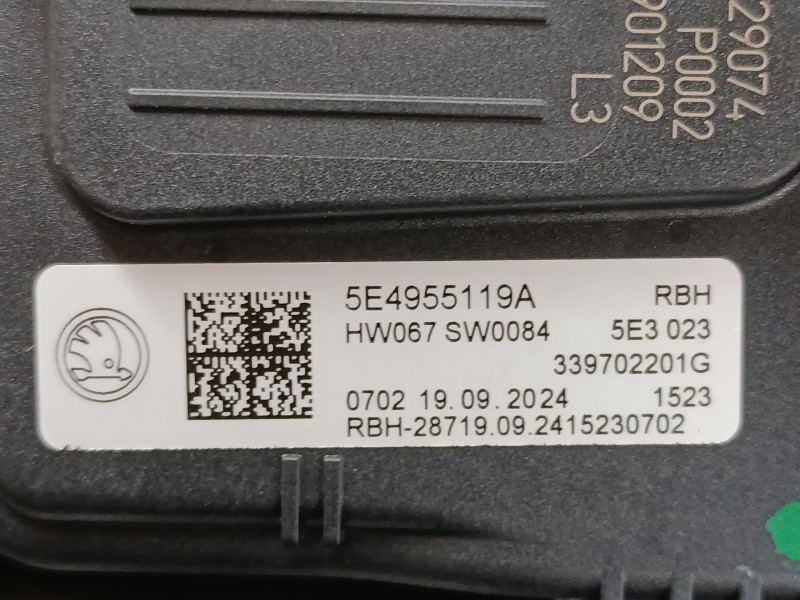 29074
P0002
901209
L3
5E4955119A RBH
HW067 SW0084 5E3 023
339702201G
0702 19.09.2024 1523
RBH-28719.09.2415230702